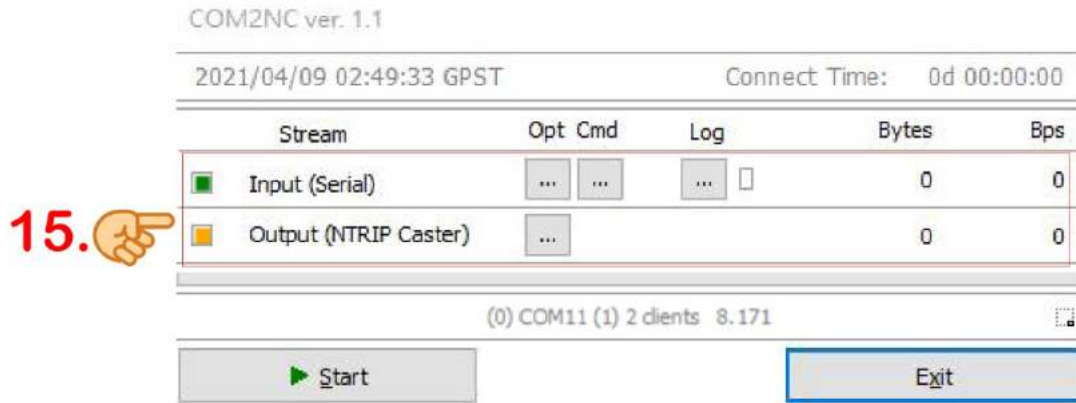 COM2NC ver. 1.1
2021/04/09 02:49:33 GPST Connect Time: 0d 00:00:00
Stream Opt Cmd Log Bytes Bps
Input (Serial) ... ... ... 0 0
15. Output (NTRIP Caster) ... 0 0
(0) COM11 (1) 2 clients 8.171
Start Exit